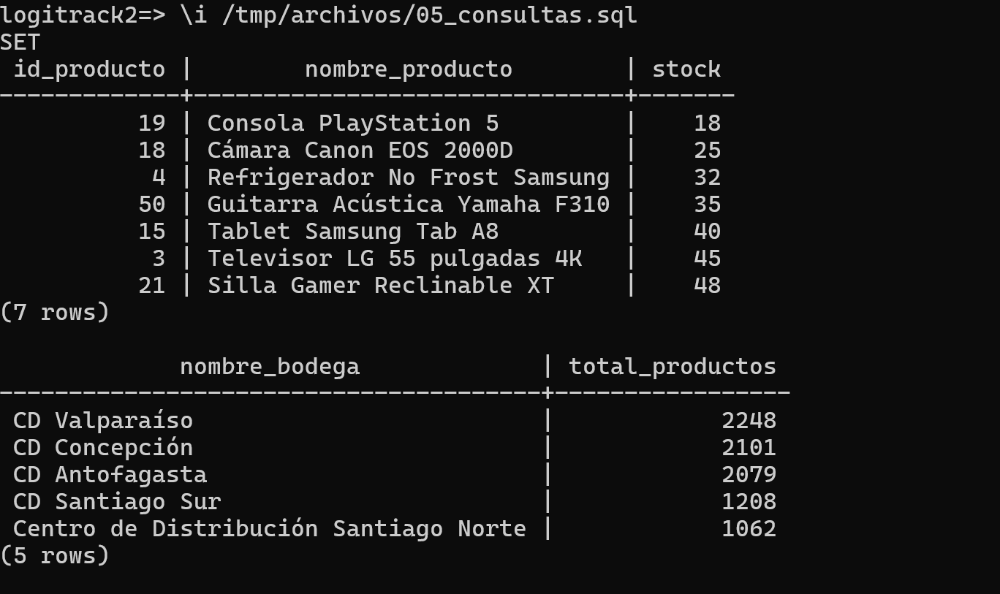 logitrack2=> \i /tmp/archivos/05_consultas.sql
SET
 id_producto |        nombre_producto        | stock
-------------+-------------------------------+-------
          19 | Consola PlayStation 5         |    18
          18 | Cámara Canon EOS 2000D        |    25
           4 | Refrigerador No Frost Samsung |    32
          50 | Guitarra Acústica Yamaha F310 |    35
          15 | Tablet Samsung Tab A8         |    40
           3 | Televisor LG 55 pulgadas 4K   |    45
          21 | Silla Gamer Reclinable XT     |    48
(7 rows)

             nombre_bodega             | total_productos
---------------------------------------+-----------------
 CD Valparaíso                         |            2248
 CD Concepción                         |            2101
 CD Antofagasta                        |            2079
 CD Santiago Sur                       |            1208
 Centro de Distribución Santiago Norte |            1062
(5 rows)